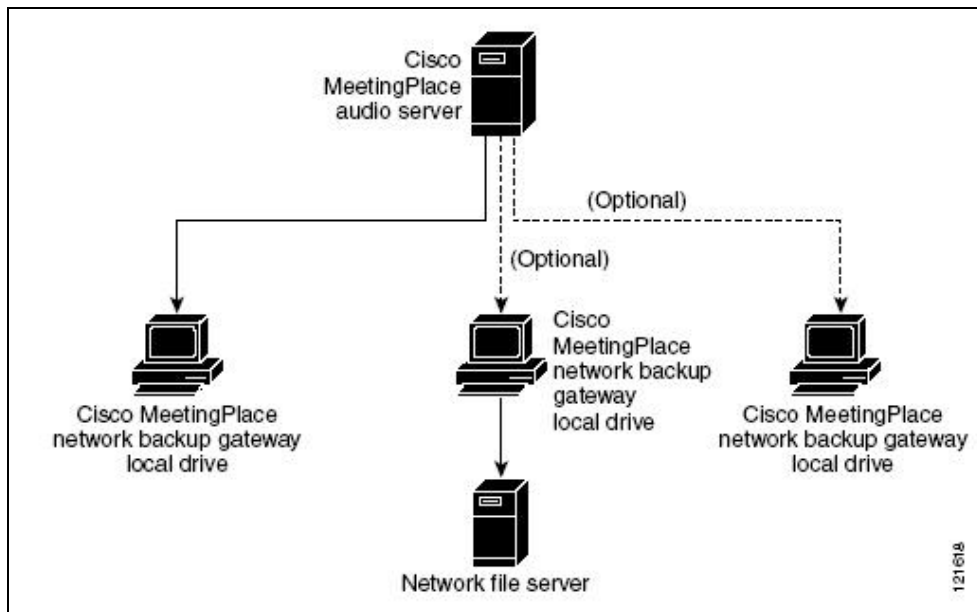 Cisco
MeetingPlace
audio server
(Optional)
(Optional)
Cisco MeetingPlace
network backup gateway
local drive
Cisco
MeetingPlace
network backup
gateway
local drive
Cisco MeetingPlace
network backup gateway
local drive
Network file server
121618